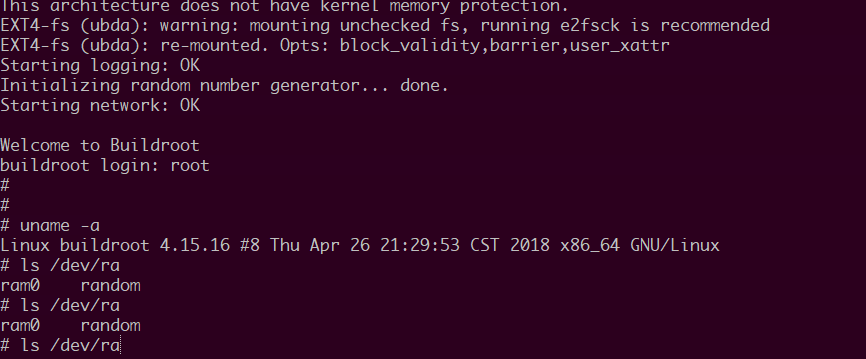 This architecture does not have kernel memory protection.
EXT4-fs (ubda): warning: mounting unchecked fs, running e2fsck is recommended
EXT4-fs (ubda): re-mounted. Opts: block_validity,barrier,user_xattr
Starting logging: OK
Initializing random number generator... done.
Starting network: OK
Welcome to Buildroot
buildroot login: root
#
#
# uname -a
Linux buildroot 4.15.16 #8 Thu Apr 26 21:29:53 CST 2018 x86_64 GNU/Linux
# ls /dev/ra
ram0    random
# ls /dev/ra
ram0    random
# ls /dev/ra